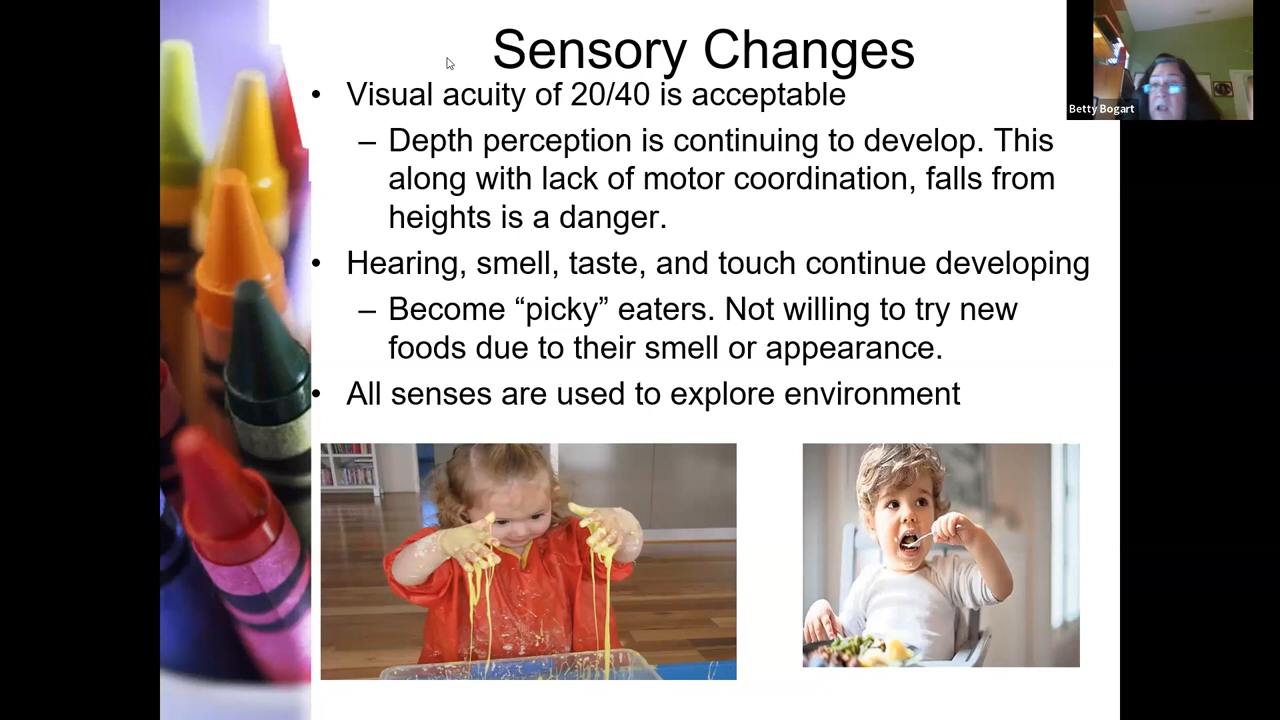 Sensory Changes
• Visual acuity of 20/40 is acceptable
– Depth perception is continuing to develop. This
along with lack of motor coordination, falls from
heights is a danger.
• Hearing, smell, taste, and touch continue developing
– Become “picky” eaters. Not willing to try new
foods due to their smell or appearance.
• All senses are used to explore environment
Betty Bogart